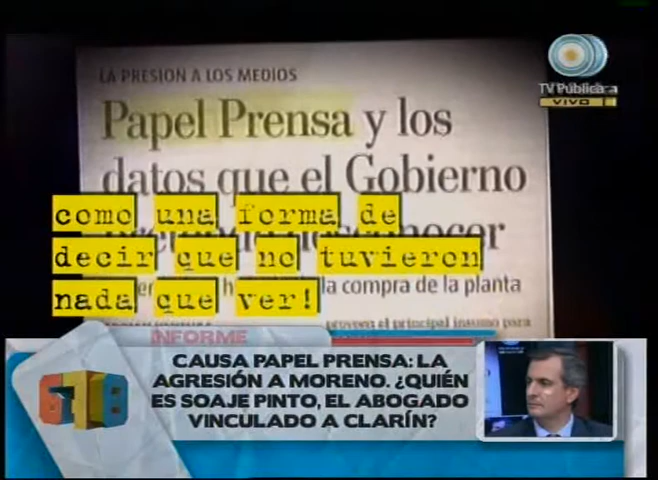 LA PRESION A LOS MEDIOS
TV Pública
VIVO
Papel Prensa y los
datos que el Gobierno
como una forma de
decir que no tuvieron
nada que ver!
la compra de la planta
el principal insumo para
INFORME
678
CAUSA PAPEL PRENSA: LA
AGRESIÓN A MORENO. ¿QUIÉN
ES SOAJE PINTO, EL ABOGADO
VINCULADO A CLARÍN?